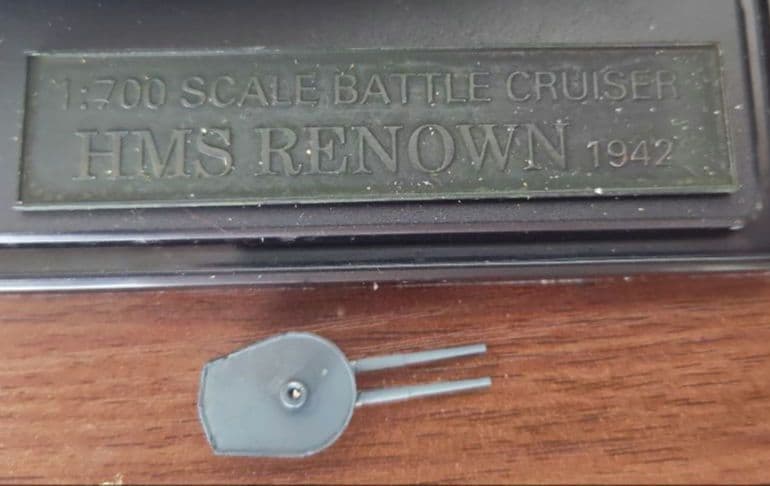 1:700 SCALE BATTLE CRUISER
HMS RENOWN 1942